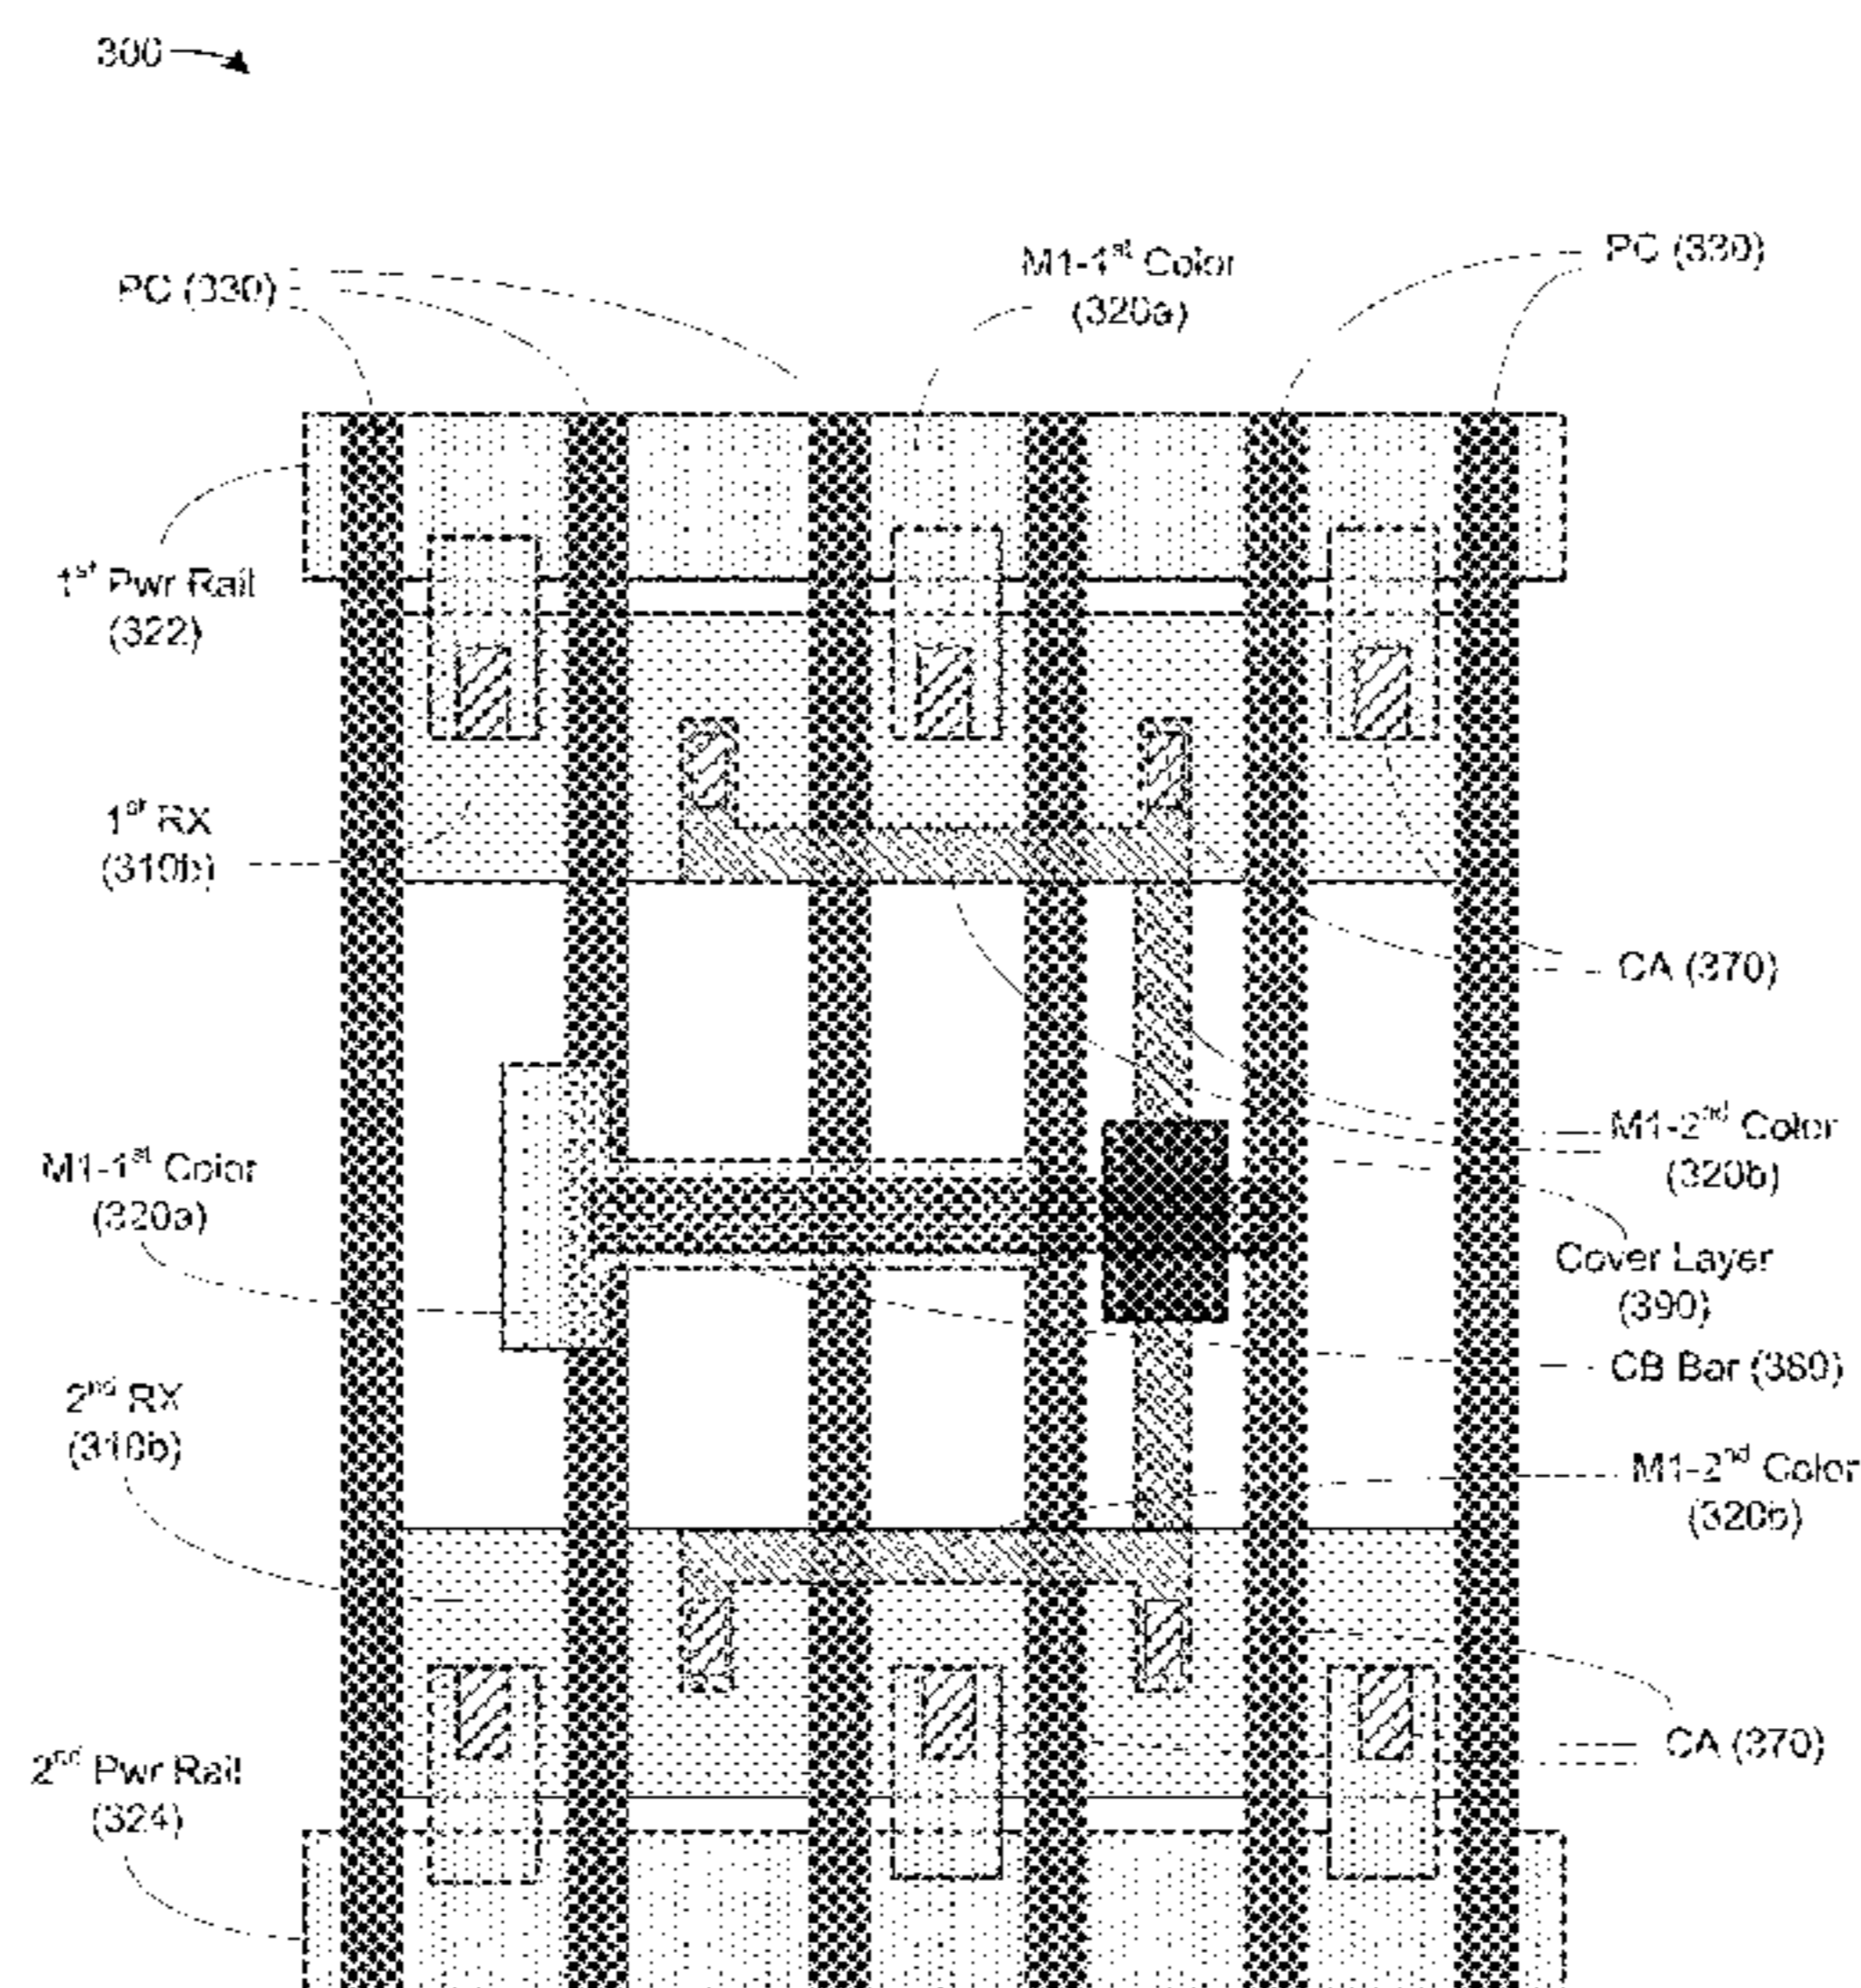 300
PC (330)
M1-1st Color
(320a)
PC (330)
1st Pwr Rail
(322)
1st RX
(310b)
CA (370)
M1-2nd Color
(320b)
M1-1st Color
(320a)
Cover Layer
(390)
CB Bar (380)
2nd RX
(310b)
M1-2nd Color
(320b)
CA (370)
2nd Pwr Rail
(324)